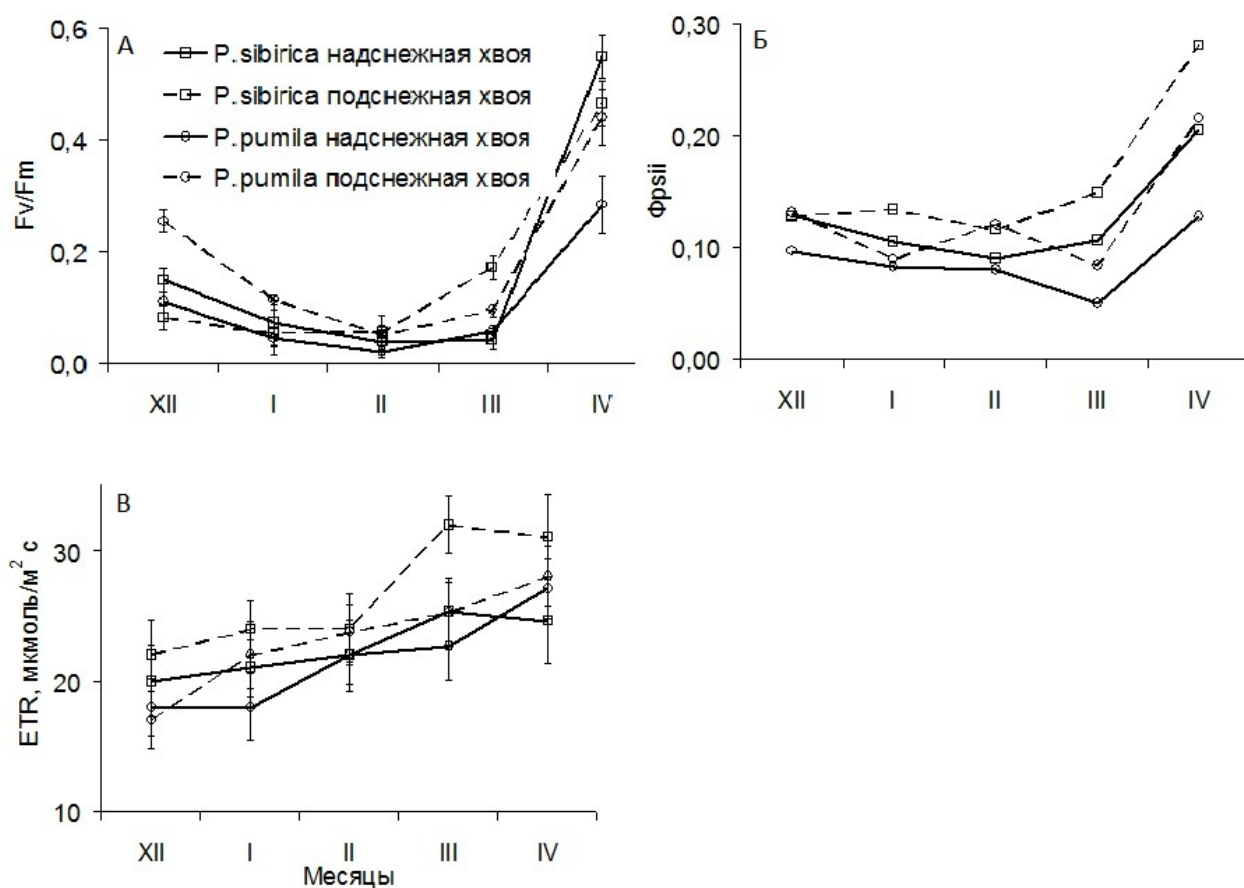 А
P.sibirica надснежная хвоя
P.sibirica подснежная хвоя
P.pumila надснежная хвоя
P.pumila подснежная хвоя
Fv/Fm
0,6
0,4
0,2
0,0
XII I II III IV
Б
Φpsii
0,30
0,20
0,10
0,00
XII I II III IV
В
ETR, мкмоль/м² с
30
20
10
XII I II III IV
Месяцы